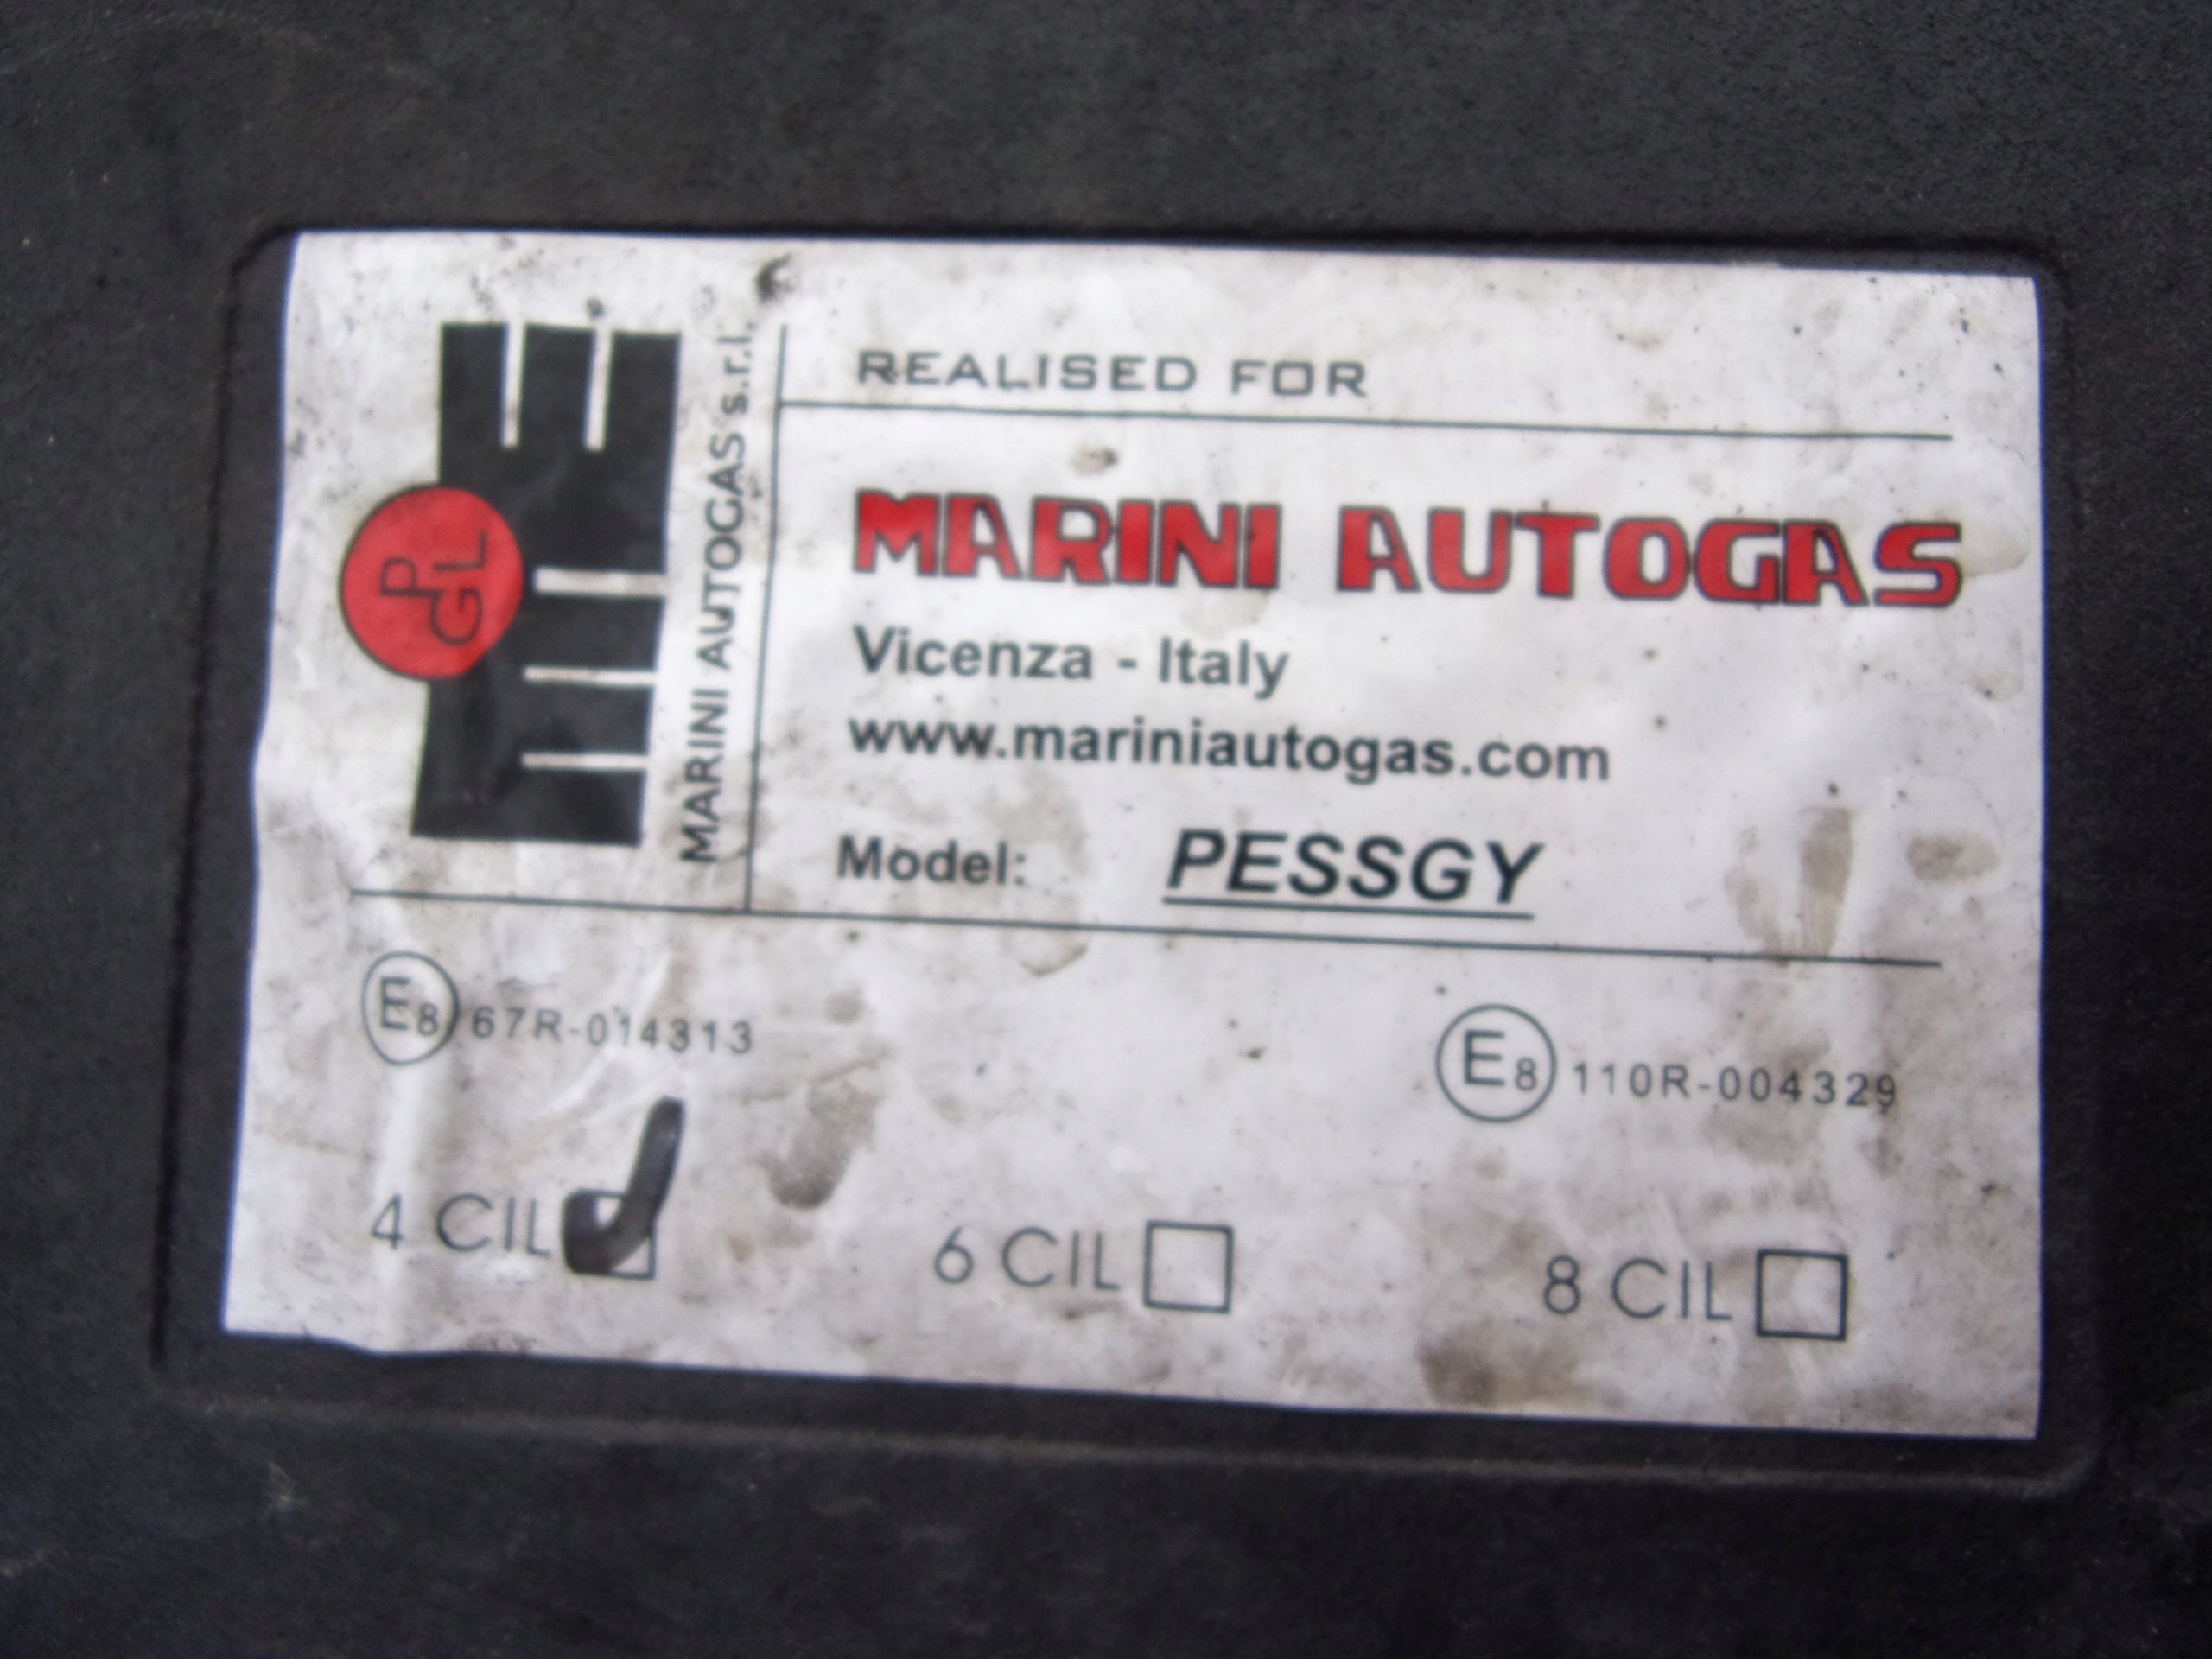 GPL
MARINI AUTOGAS s.r.l.
REALISED FOR
MARINI AUTOGAS
Vicenza - Italy
www.mariniautogas.com
Model: PESSGY
E8 67R-014313
E8 110R-004329
4 CIL
6 CIL
8 CIL